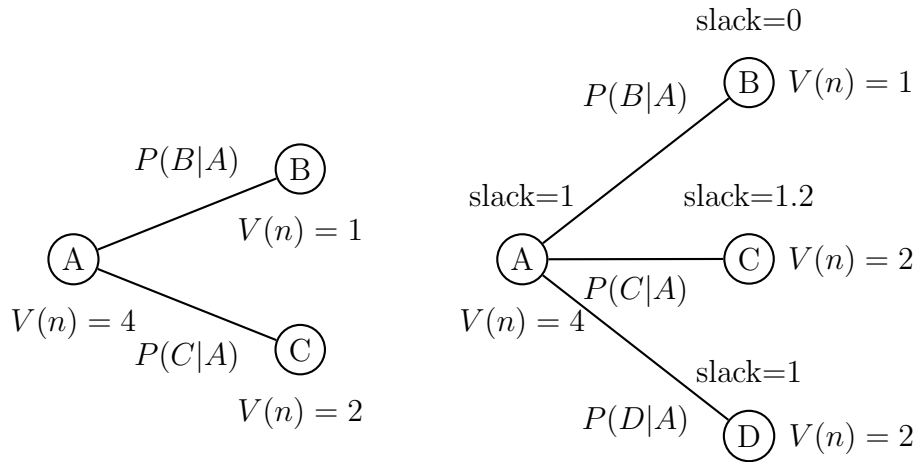 P(B|A)
B
V(n) = 1
A
V(n) = 4
P(C|A)
C
V(n) = 2
slack=0
B
V(n) = 1
P(B|A)
slack=1
slack=1.2
A
C
V(n) = 2
P(C|A)
V(n) = 4
slack=1
P(D|A)
D
V(n) = 2